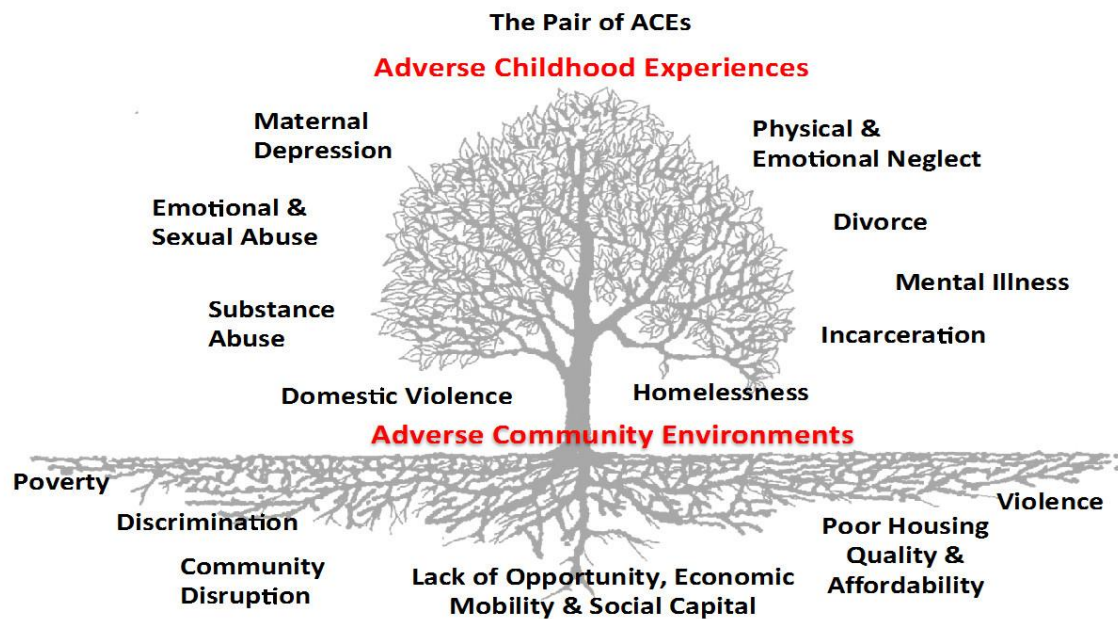 The Pair of ACEs
Adverse Childhood Experiences
Maternal
Depression
Physical &
Emotional Neglect
Emotional &
Sexual Abuse
Divorce
Mental Illness
Substance
Abuse
Incarceration
Domestic Violence
Homelessness
Adverse Community Environments
Poverty
Violence
Discrimination
Poor Housing
Quality &
Affordability
Community
Disruption
Lack of Opportunity, Economic
Mobility & Social Capital